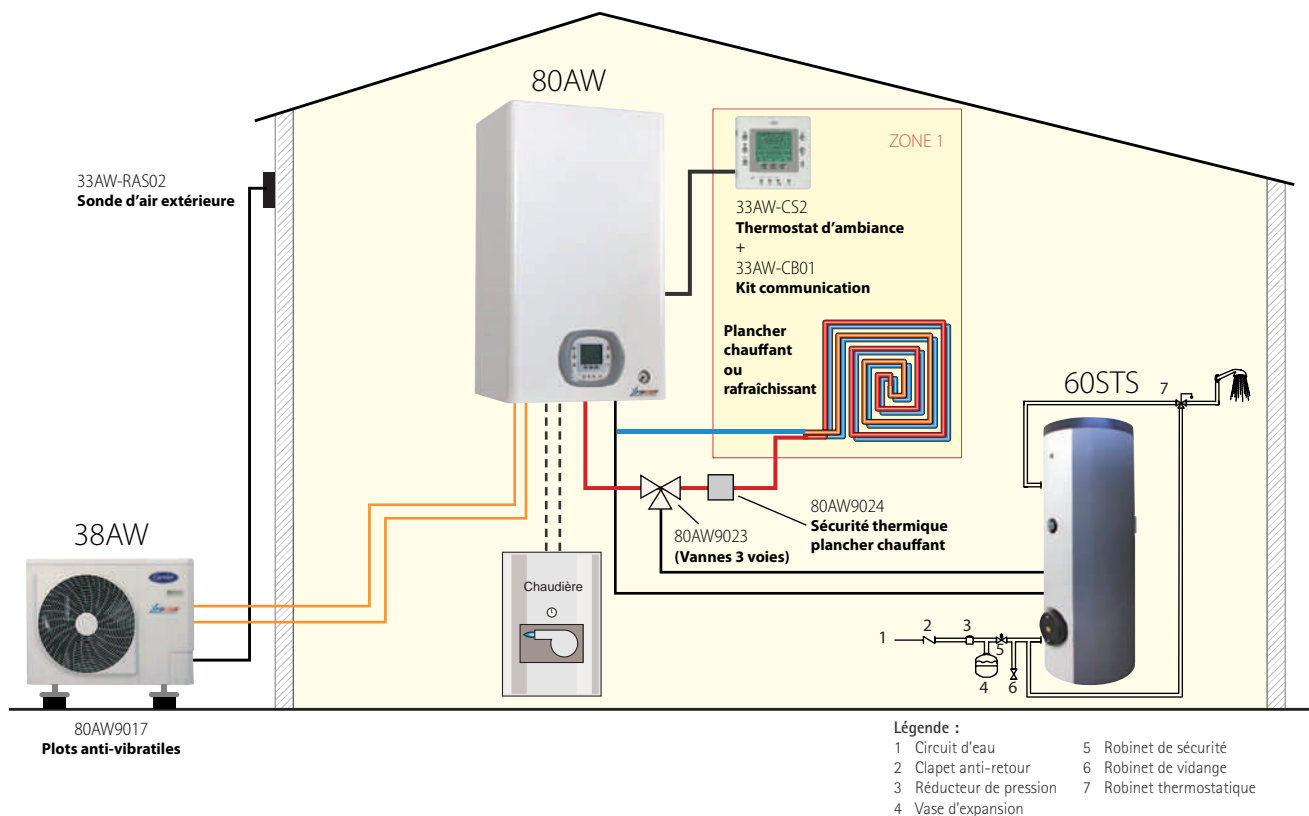 80AW
ZONE 1
33AW-RAS02
Sonde d'air extérieure
33AW-CS2
Thermostat d'ambiance
+
33AW-CB01
Kit communication
Plancher
chauffant
ou
rafraîchissant
60STS
7
80AW9024
Sécurité thermique
plancher chauffant
80AW9023
(Vannes 3 voies)
38AW
Carrier
Chaudière
1
2
3
4
5
6
80AW9017
Plots anti-vibratiles
Légende :
1 Circuit d'eau
2 Clapet anti-retour
3 Réducteur de pression
4 Vase d'expansion
5 Robinet de sécurité
6 Robinet de vidange
7 Robinet thermostatique